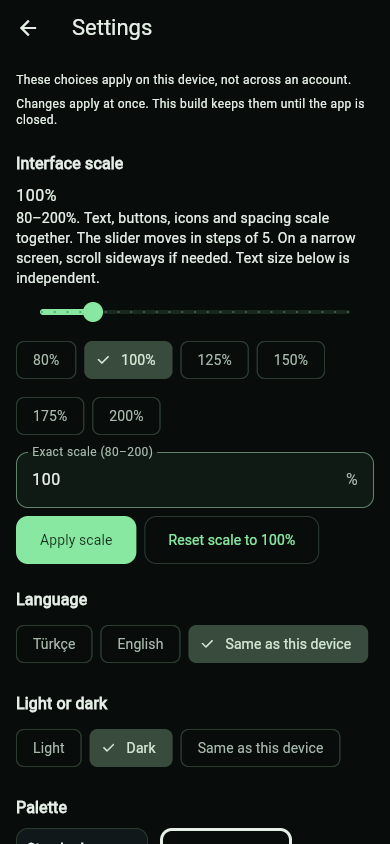 Settings
These choices apply on this device, not across an account.
Changes apply at once. This build keeps them until the app is
closed.
Interface scale
100%
80–200%. Text, buttons, icons and spacing scale
together. The slider moves in steps of 5. On a narrow
screen, scroll sideways if needed. Text size below is
independent.
80%
100%
125%
150%
175%
200%
Exact scale (80–200)
100
%
Apply scale
Reset scale to 100%
Language
Türkçe
English
Same as this device
Light or dark
Light
Dark
Same as this device
Palette